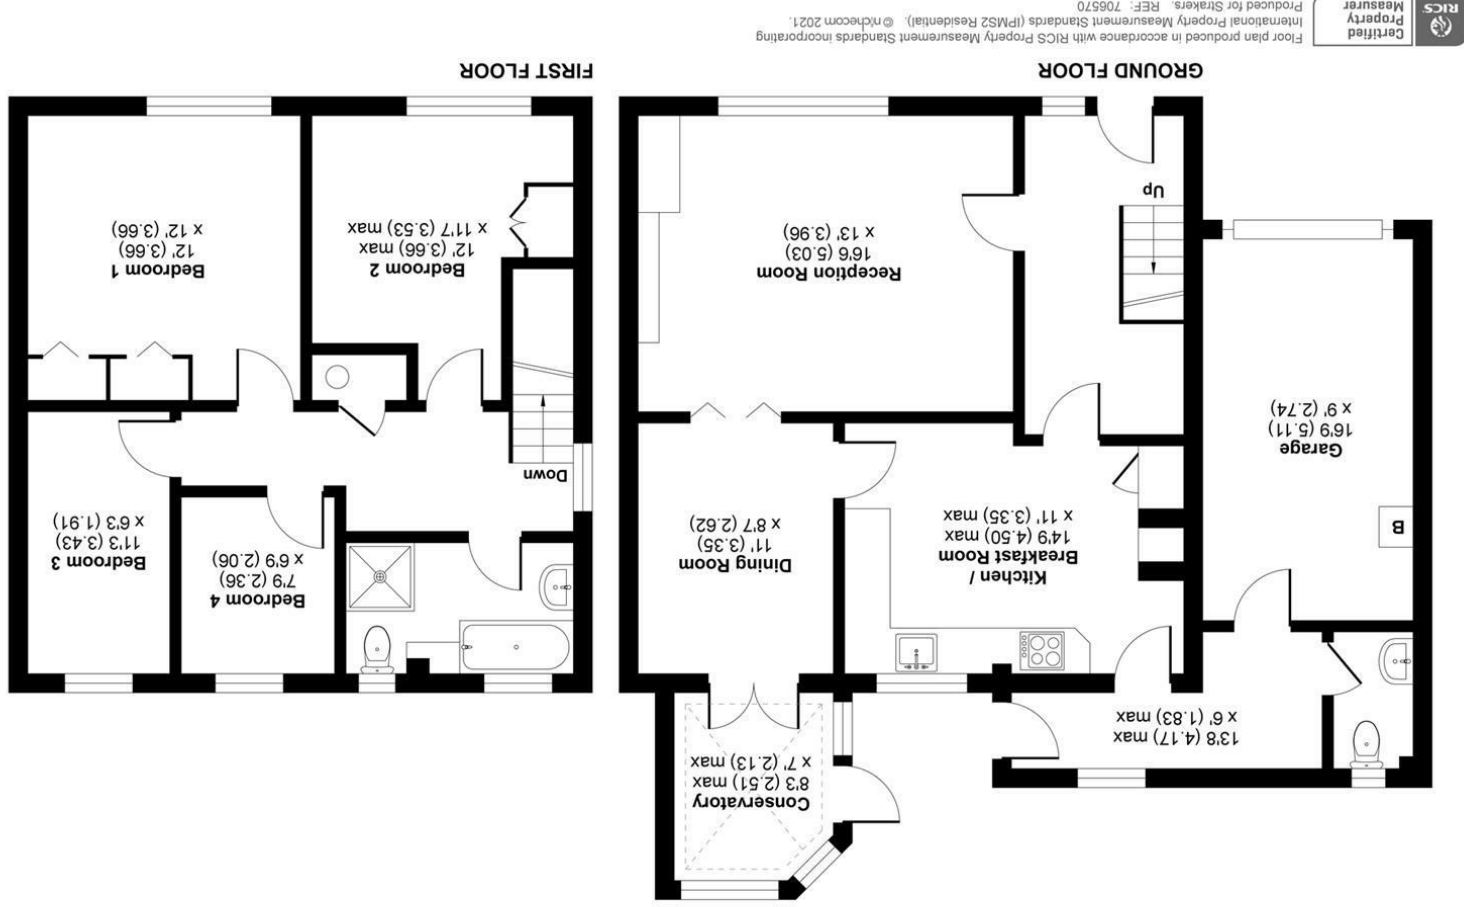 Garage
16'9 (5.11)
x 9' (2.74)
B
13'8 (4.17) max
x 6' (1.83) max
Kitchen /
Breakfast Room
14'9 (4.50) max
x 11' (3.35) max
Dining Room
11' (3.35)
x 8'7 (2.62)
Conservatory
8'3 (2.51) max
x 7' (2.13) max
Reception Room
16'6 (5.03)
x 13' (3.96)
Up
GROUND FLOOR
Down
Bedroom 4
7'9 (2.36)
x 6'9 (2.06)
Bedroom 3
11'3 (3.43)
x 6'3 (1.91)
Bedroom 2
12' (3.66) max
x 11'7 (3.53) max
Bedroom 1
12' (3.66)
x 12' (3.66)
FIRST FLOOR
RICS
Certified
Property
Measurer
Floor plan produced in accordance with RICS Property Measurement Standards incorporating
International Property Measurement Standards (IPMS2 Residential). © nichecom 2021.
Produced for Strakers. REF: 706570